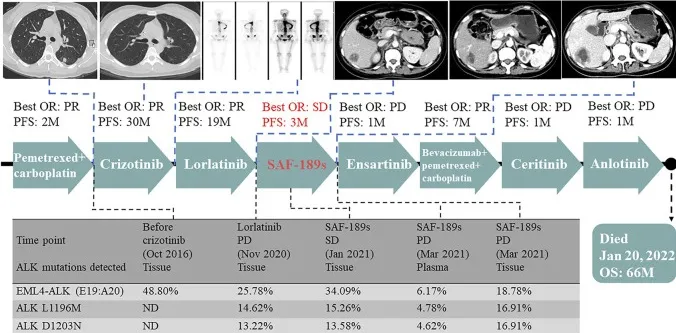 Best OR: PR
PFS: 2M
Best OR: PR
PFS: 30M
Best OR: PR
PFS: 19M
Best OR: SD
PFS: 3M
Best OR: PD
PFS: 1M
Best OR: PR
PFS: 7M
Best OR: PD
PFS: 1M
Best OR: PD
PFS: 1M
Pemetrexed+
carboplatin
Crizotinib
Lorlatinib
SAF-189s
Ensartinib
Bevacizumab+
pemetrexed+
carboplatin
Ceritinib
Anlotinib
Died
Jan 20, 2022
OS: 66M
Time point
ALK mutations detected
Before
crizotinib
(Oct 2016)
Tissue
Lorlatinib
PD
(Nov 2020)
Tissue
SAF-189s
SD
(Jan 2021)
Tissue
SAF-189s
PD
(Mar 2021)
Plasma
SAF-189s
PD
(Mar 2021)
Tissue
EML4-ALK (E19:A20) 48.80% 25.78% 34.09% 6.17% 18.78%
ALK L1196M ND 14.62% 15.26% 4.78% 16.91%
ALK D1203N ND 13.22% 13.58% 4.62% 16.91%